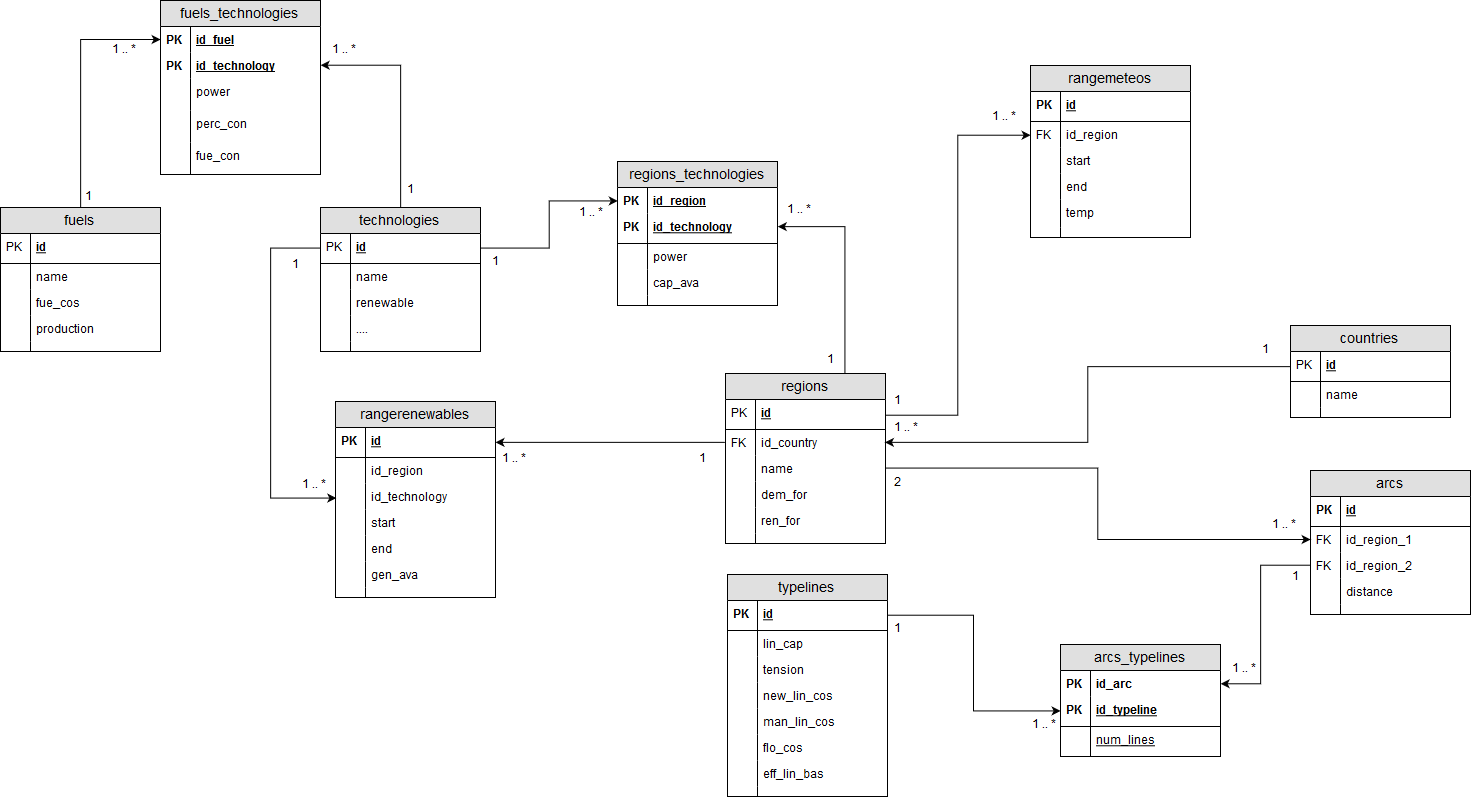 fuels_technologies
PK id_fuel
PK id_technology
power
perc_con
fue_con
1 .. *
1 .. *
1
1
fuels
PK id
name
fue_cos
production
technologies
PK id
name
renewable
....
1
1
1 .. *
regions_technologies
PK id_region
PK id_technology
power
cap_ava
1 .. *
1
rangemeteos
PK id
FK id_region
start
end
temp
1 .. *
countries
PK id
name
1
rangerenewables
PK id
id_region
id_technology
start
end
gen_ava
1 .. *
1 .. *
1
regions
PK id
FK id_country
name
dem_for
ren_for
1
1 .. *
2
arcs
PK id
FK id_region_1
FK id_region_2
distance
1 .. *
1
typelines
PK id
lin_cap
tension
new_lin_cos
man_lin_cos
flo_cos
eff_lin_bas
1
arcs_typelines
PK id_arc
PK id_typeline
num_lines
1 .. *
1 .. *